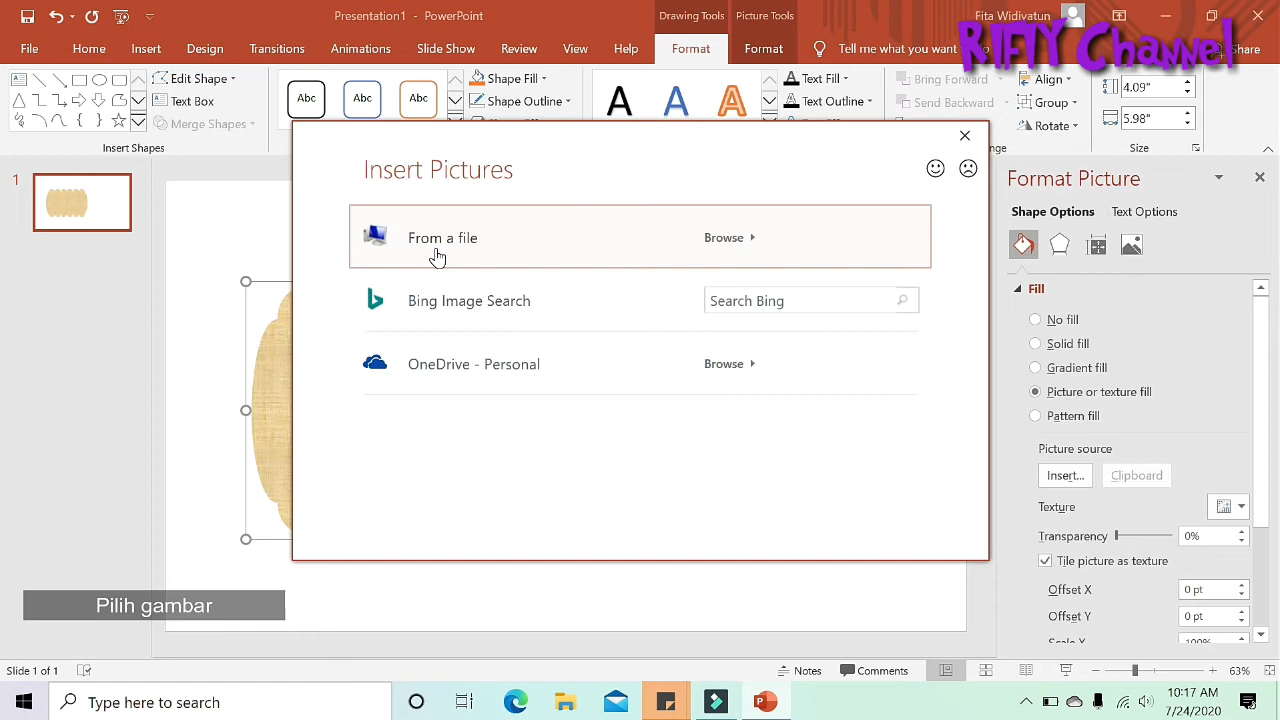 Presentation1 - PowerPoint
Drawing Tools
Picture Tools
Fita Widivatun
RIFIY Channel
File
Home
Insert
Design
Transitions
Animations
Slide Show
Review
View
Help
Format
Format
Tell me what you want
Share
Edit Shape
Text Box
Merge Shapes
Insert Shapes
Abc
Abc
Abc
Shape Fill
Shape Outline
A
A
A
Text Fill
Text Outline
Bring Forward
Send Backward
Align
Group
Rotate
4.09"
5.98"
Size
1
Insert Pictures
From a file
Browse
Bing Image Search
Search Bing
OneDrive - Personal
Browse
Format Picture
Shape Options
Text Options
Fill
No fill
Solid fill
Gradient fill
Picture or texture fill
Pattern fill
Picture source
Insert...
Clipboard
Texture
Transparency
0%
Tile picture as texture
Offset X
0 pt
Offset Y
0 pt
Pilih gambar
Slide 1 of 1
Notes
Comments
63%
Type here to search
10:17 AM
7/24/2020